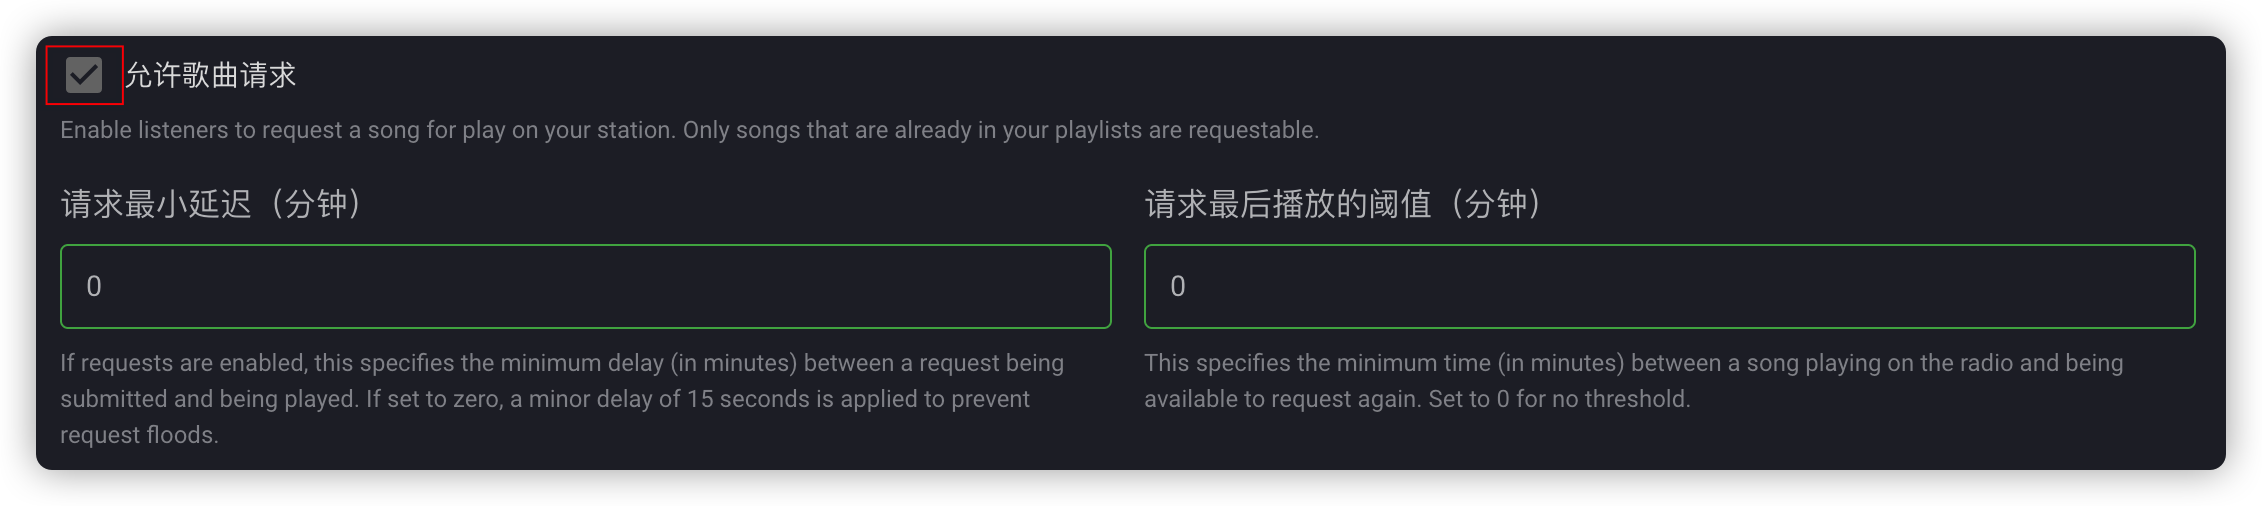 允许歌曲请求
Enable listeners to request a song for play on your station. Only songs that are already in your playlists are requestable.
请求最小延迟（分钟）
0
If requests are enabled, this specifies the minimum delay (in minutes) between a request being
submitted and being played. If set to zero, a minor delay of 15 seconds is applied to prevent
request floods.
请求最后播放的阈值（分钟）
0
This specifies the minimum time (in minutes) between a song playing on the radio and being
available to request again. Set to 0 for no threshold.